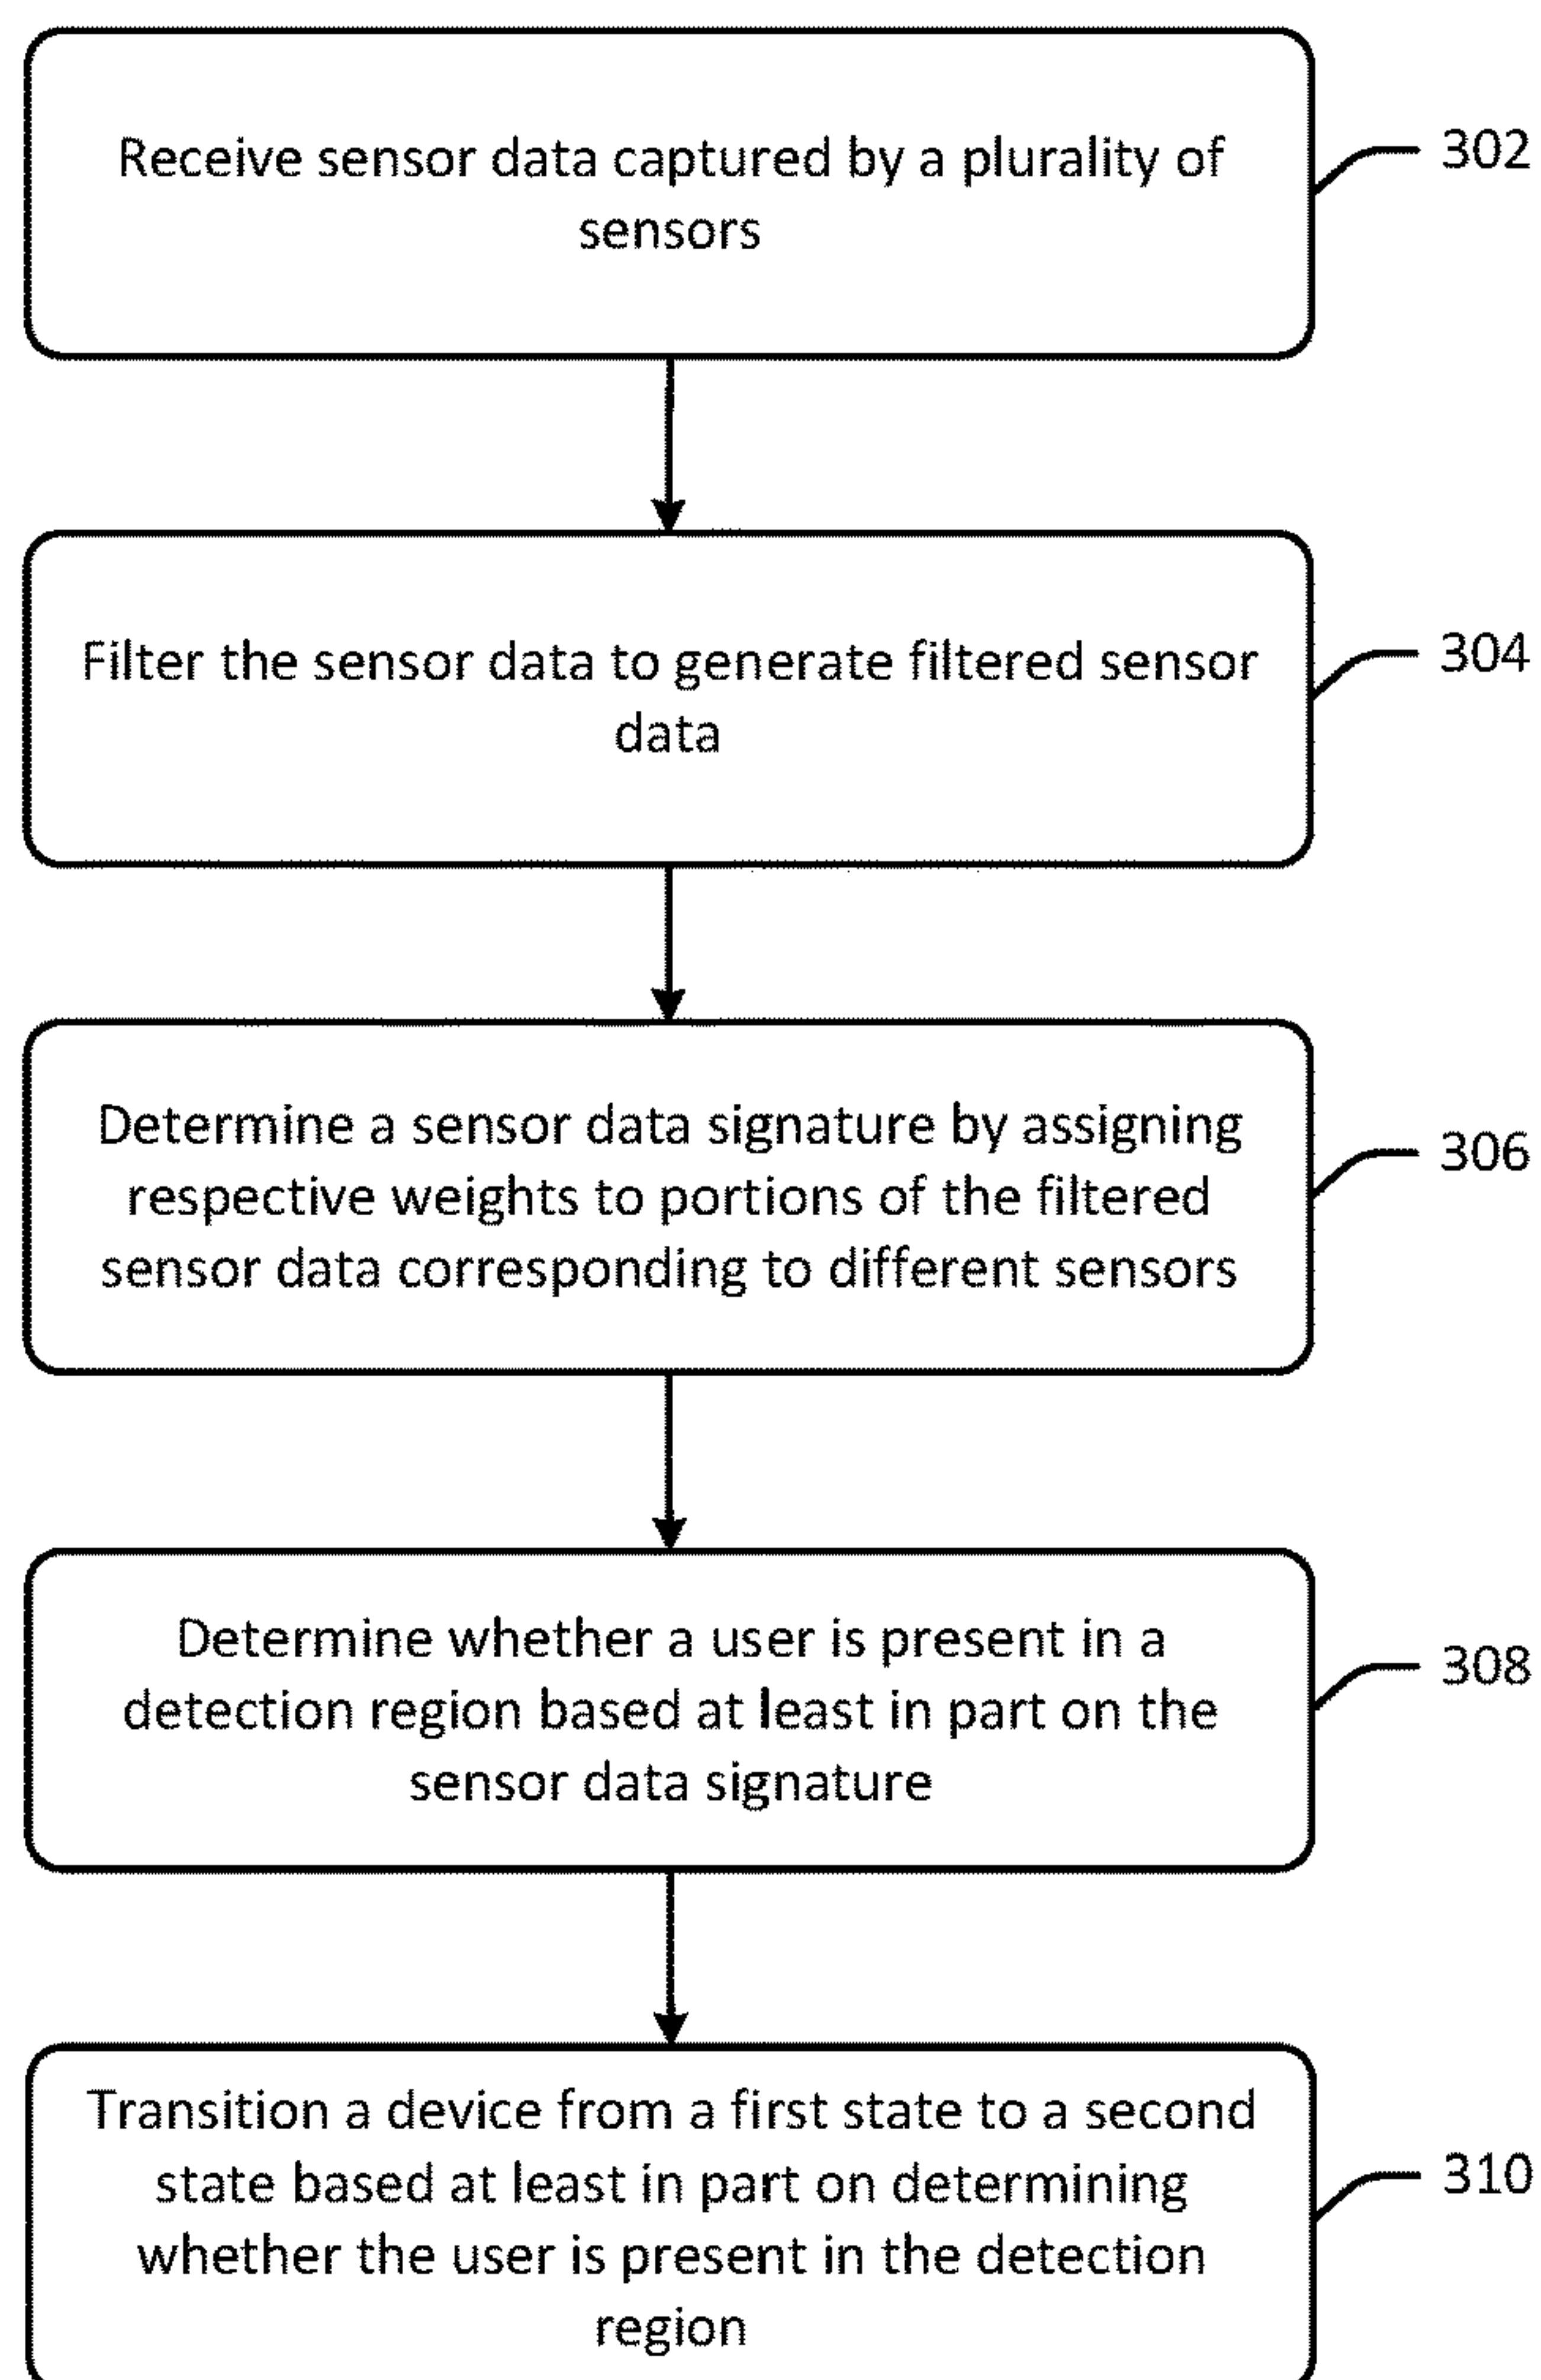 Receive sensor data captured by a plurality of
sensors
302
Filter the sensor data to generate filtered sensor
data
304
Determine a sensor data signature by assigning
respective weights to portions of the filtered
sensor data corresponding to different sensors
306
Determine whether a user is present in a
detection region based at least in part on the
sensor data signature
308
Transition a device from a first state to a second
state based at least in part on determining
whether the user is present in the detection
region
310